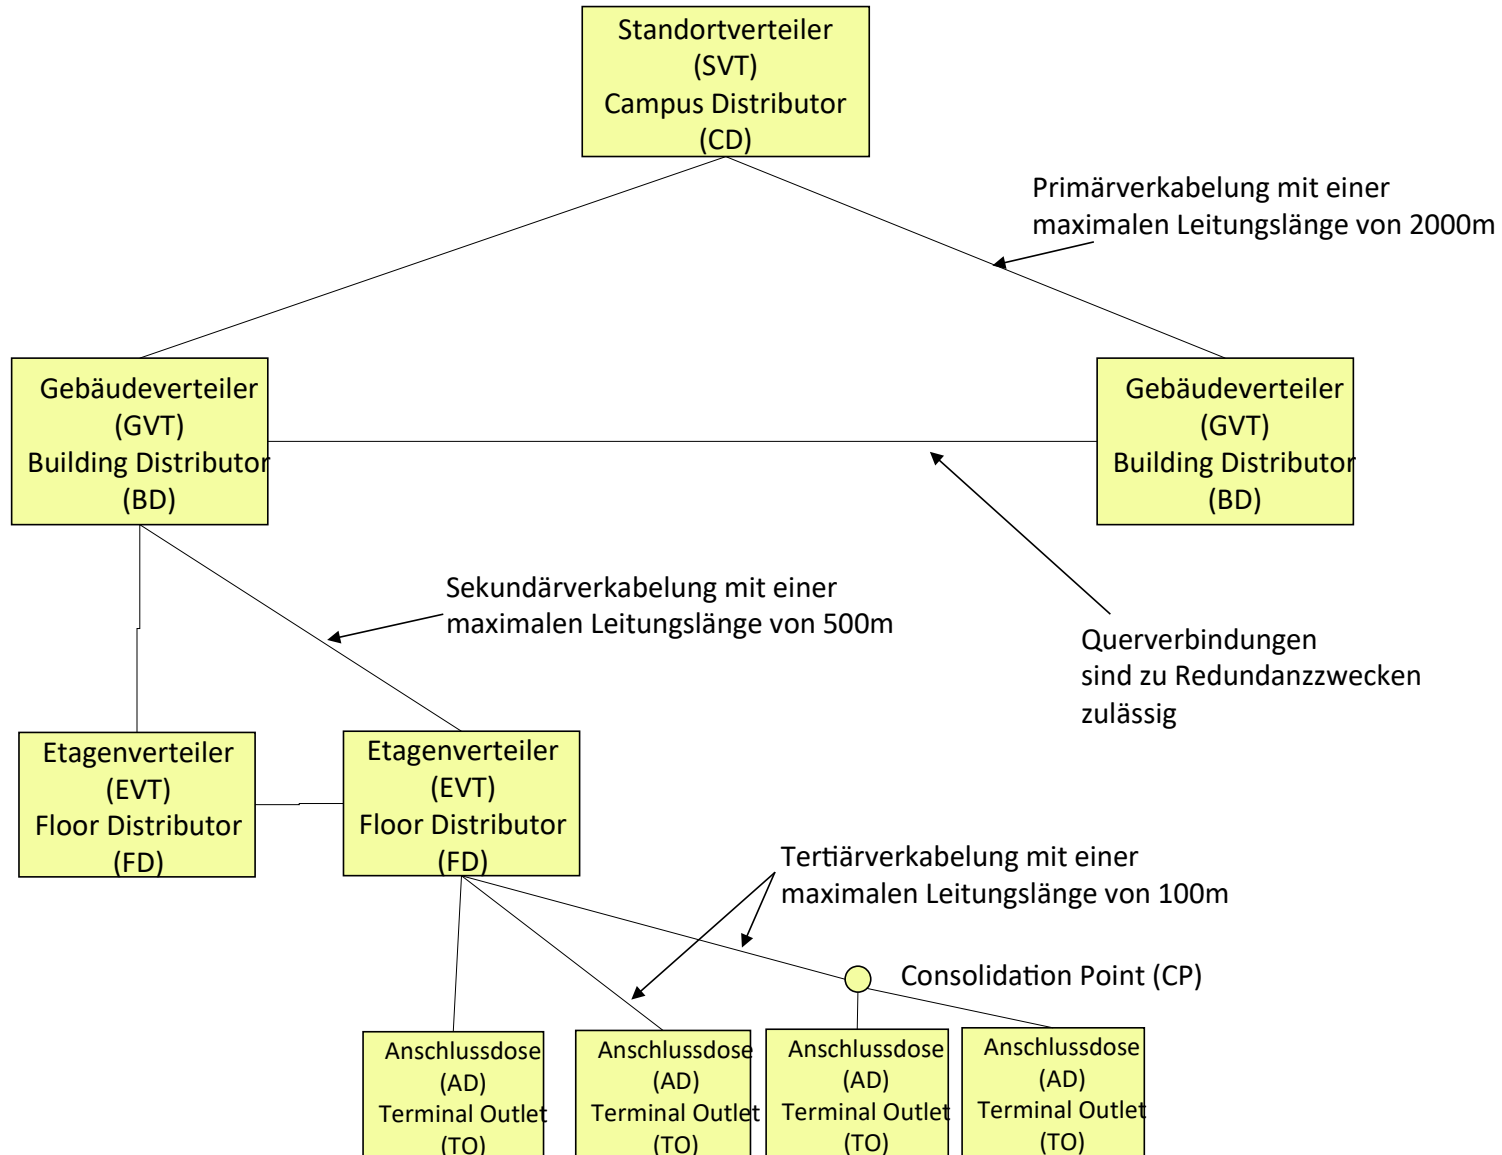 Standortverteiler
(SVT)
Campus Distributor
(CD)
Primärverkabelung mit einer
maximalen Leitungslänge von 2000m
Gebäudeverteiler
(GVT)
Building Distributor
(BD)
Gebäudeverteiler
(GVT)
Building Distributor
(BD)
Sekundärverkabelung mit einer
maximalen Leitungslänge von 500m
Querverbindungen
sind zu Redundanzzwecken
zulässig
Etagenverteiler
(EVT)
Floor Distributor
(FD)
Etagenverteiler
(EVT)
Floor Distributor
(FD)
Tertiärverkabelung mit einer
maximalen Leitungslänge von 100m
Consolidation Point (CP)
Anschlussdose
(AD)
Terminal Outlet
(TO)
Anschlussdose
(AD)
Terminal Outlet
(TO)
Anschlussdose
(AD)
Terminal Outlet
(TO)
Anschlussdose
(AD)
Terminal Outlet
(TO)